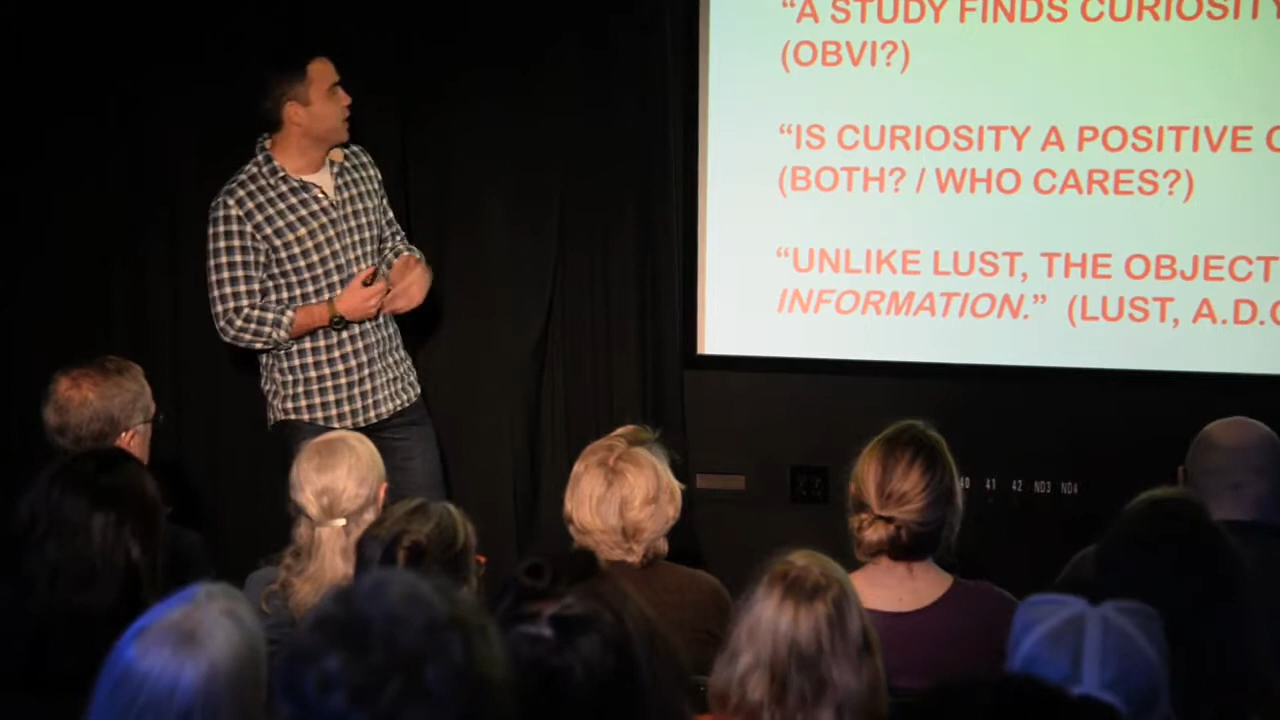 “A STUDY FINDS CURIOSITY
(OBVI?)
“IS CURIOSITY A POSITIVE
(BOTH? / WHO CARES?)
“UNLIKE LUST, THE OBJECT
INFORMATION.” (LUST, A.D.
40 41 42 ND3 ND4